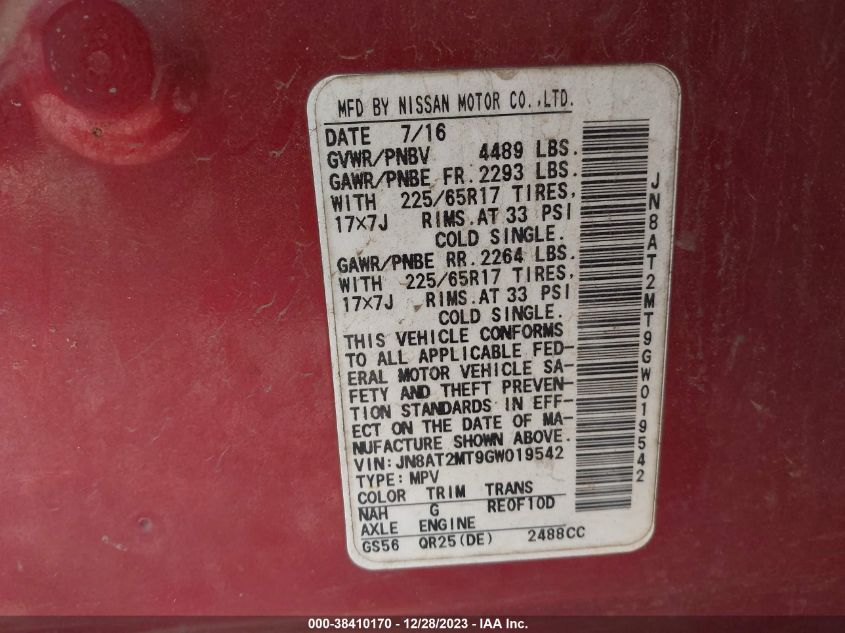 MFD BY NISSAN MOTOR CO.,LTD.
DATE 7/16
GVWR/PNBV 4489 LBS.
GAWR/PNBE FR. 2293 LBS.
WITH 225/65R17 TIRES,
17×7J RIMS.AT 33 PSI
COLD SINGLE.
GAWR/PNBE RR. 2264 LBS.
WITH 225/65R17 TIRES,
17×7J RIMS.AT 33 PSI
COLD SINGLE.
THIS VEHICLE CONFORMS
TO ALL APPLICABLE FED-
ERAL MOTOR VEHICLE SA-
FETY AND THEFT PREVEN-
TION STANDARDS IN EFF-
ECT ON THE DATE OF MA-
NUFACTURE SHOWN ABOVE.
VIN: JN8AT2MT9GW019542
TYPE: MPV
COLOR TRIM TRANS
NAH G RE0F10D
AXLE ENGINE
GS56 QR25(DE) 2488CC
JN8AT2MT9GW019542
000-38410170 - 12/28/2023 - IAA Inc.